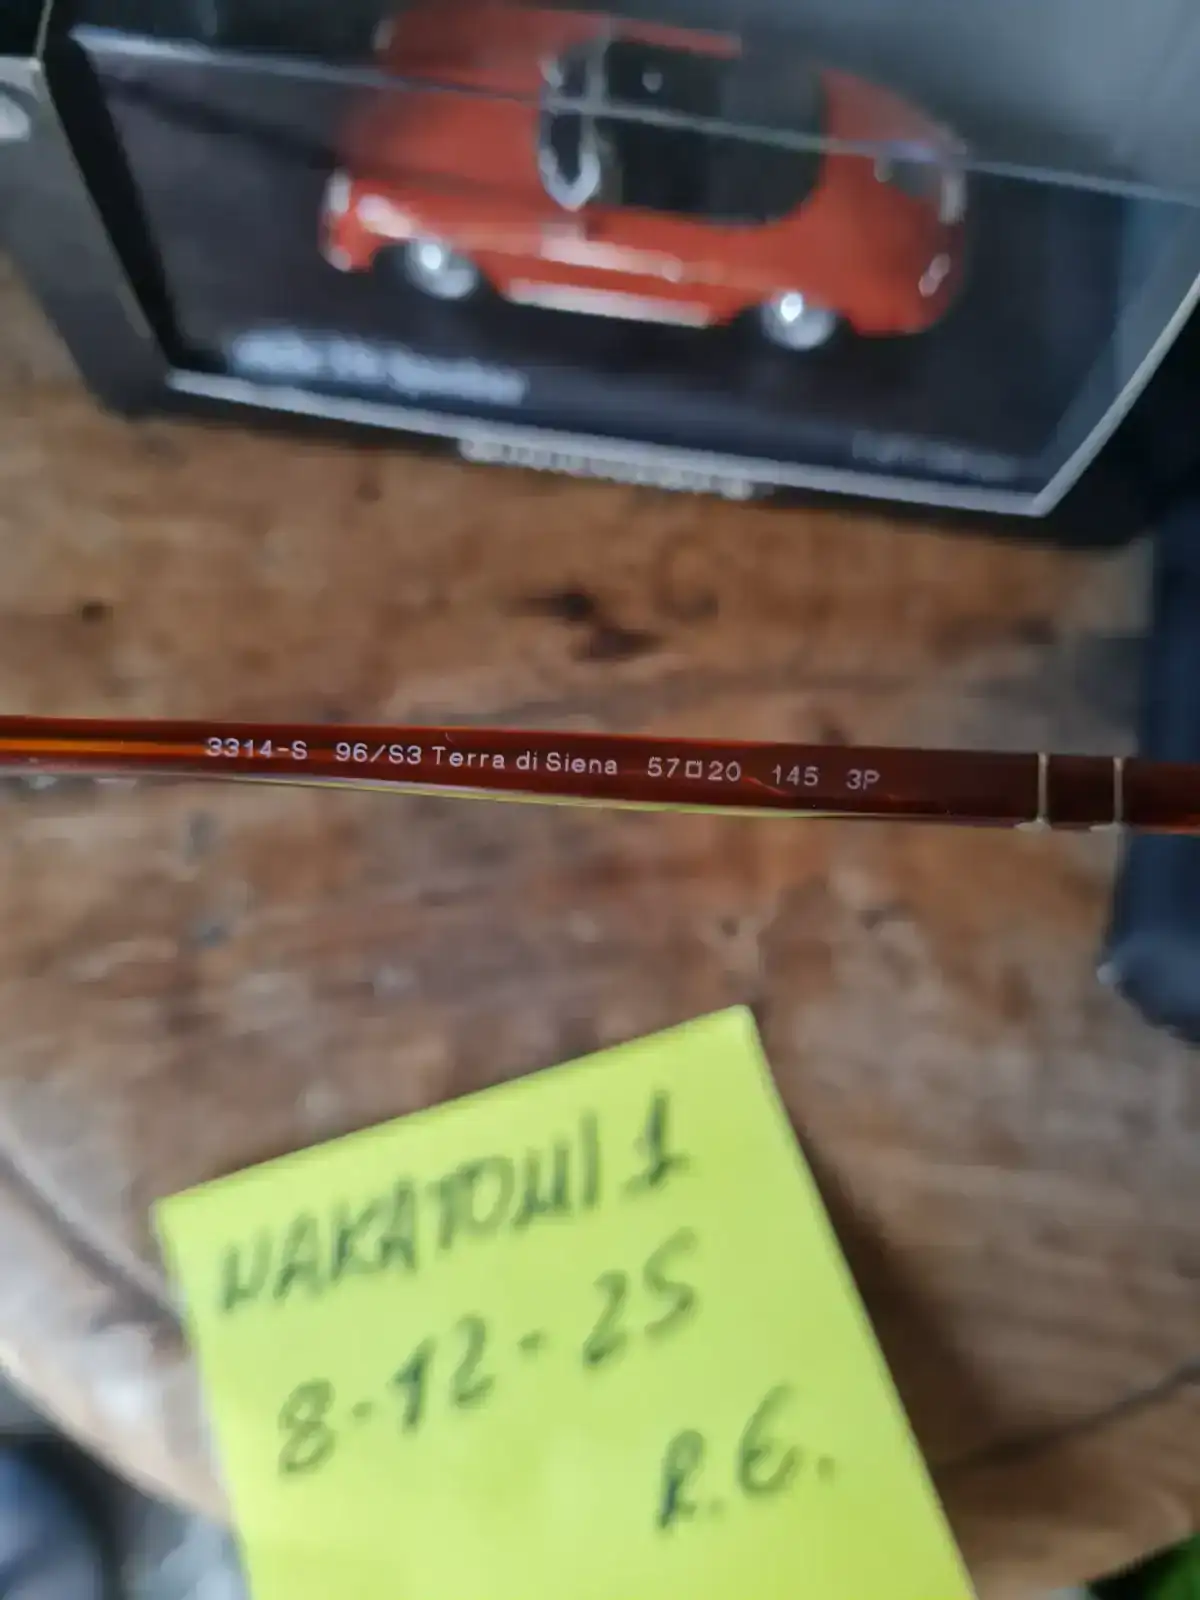 3314-S 96/S3 Terra di Siena 57□20 145 3P
NAKATOMI 1
8-12-25
R.E.